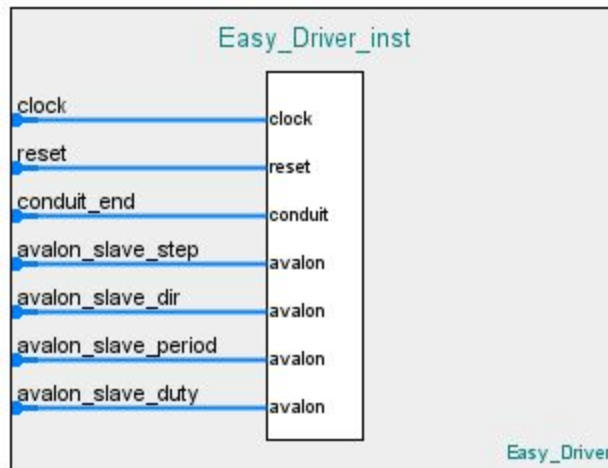 Easy_Driver_inst
clock clock
reset reset
conduit_end conduit
avalon_slave_step avalon
avalon_slave_dir avalon
avalon_slave_period avalon
avalon_slave_duty avalon
Easy_Driver